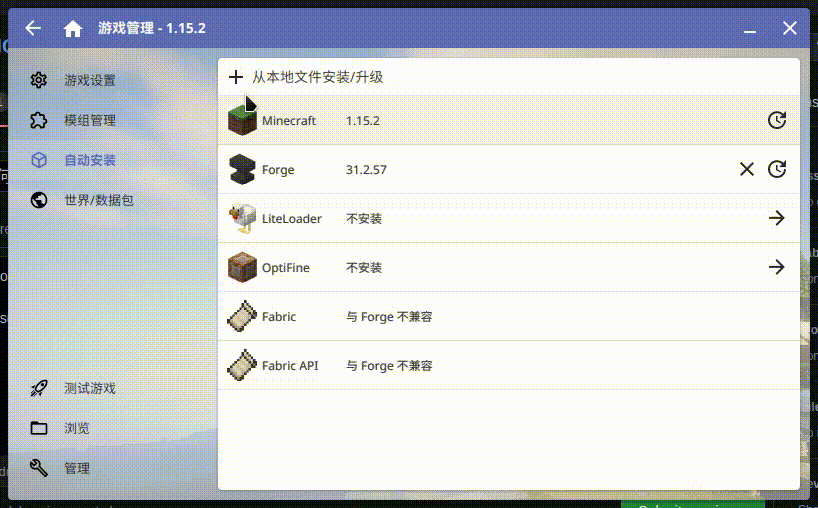 游戏管理 - 1.15.2
游戏设置
模组管理
自动安装
世界/数据包
测试游戏
浏览
管理
从本地文件安装/升级
Minecraft 1.15.2
Forge 31.2.57
LiteLoader 不安装
OptiFine 不安装
Fabric 与 Forge 不兼容
Fabric API 与 Forge 不兼容